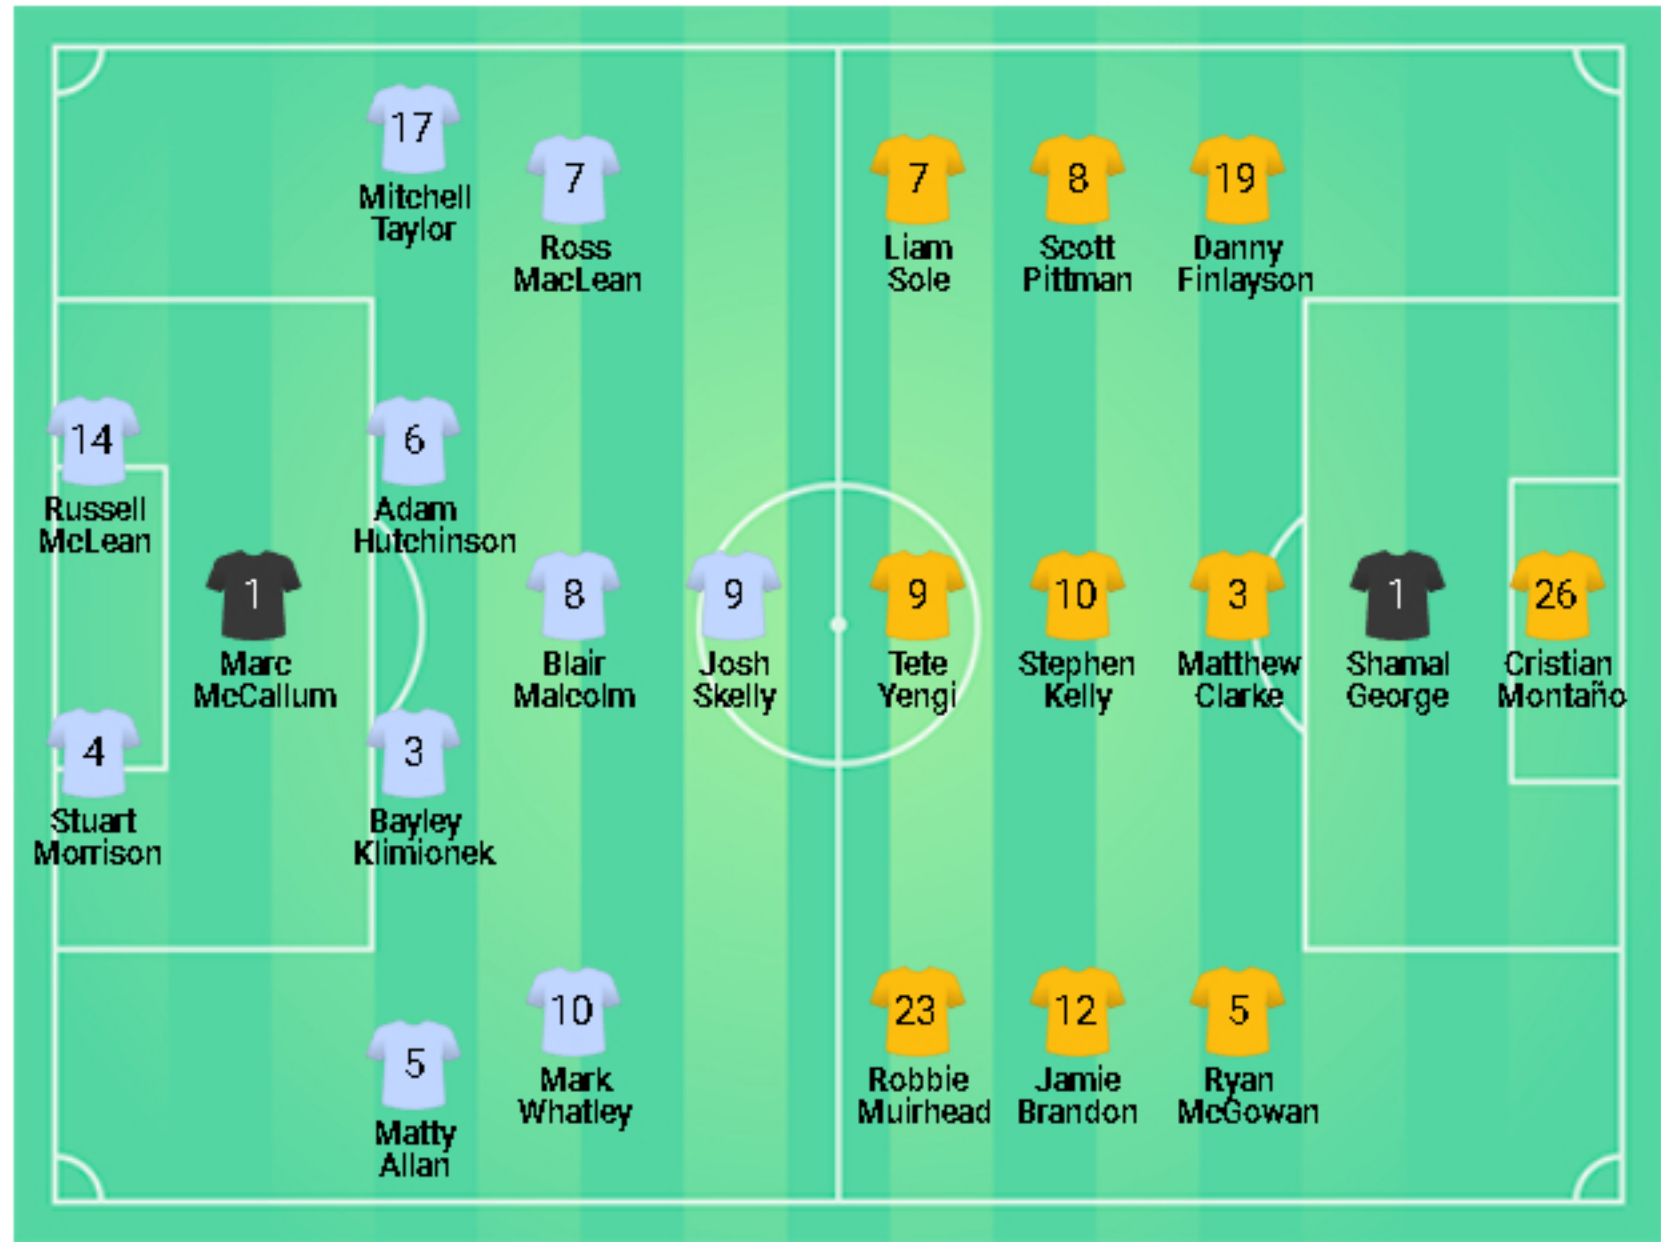 17
Mitchell
Taylor
7
Ross
MacLean
7
Liam
Sole
8
Scott
Pittman
19
Danny
Finlayson
14
Russell
McLean
6
Adam
Hutchinson
1
Marc
McCallum
8
Blair
Malcolm
9
Josh
Skelly
9
Tete
Yengi
10
Stephen
Kelly
3
Matthew
Clarke
1
Shamal
George
26
Cristian
Montaño
4
Stuart
Morrison
3
Bayley
Klimionek
5
Matty
Allan
10
Mark
Whatley
23
Robbie
Muirhead
12
Jamie
Brandon
5
Ryan
McGowan